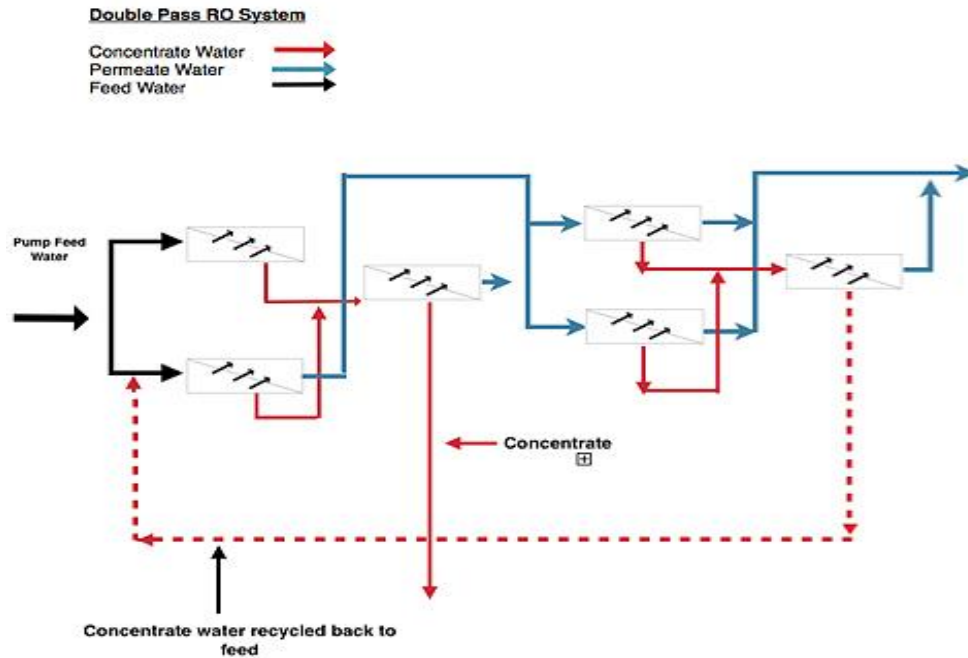 Double Pass RO System
Concentrate Water
Permeate Water
Feed Water
Pump Feed
Water
Concentrate
Concentrate water recycled back to
feed